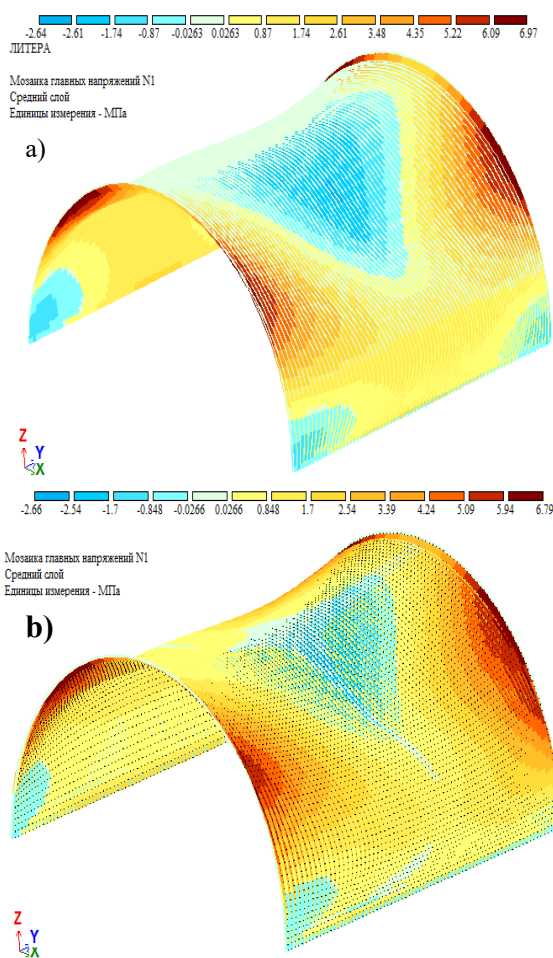 -2.64 -2.61 -1.74 -0.87 -0.0263 0.0263 0.87 1.74 2.61 3.48 4.35 5.22 6.09 6.97
ЛИТЕРА
Мозаика главных напряжений N1
Средний слой
Единицы измерения - МПа
a)
Z
Y
X
-2.66 -2.54 -1.7 -0.848 -0.0266 0.0266 0.848 1.7 2.54 3.39 4.24 5.09 5.94 6.79
Мозаика главных напряжений N1
Средний слой
Единицы измерения - МПа
b)
Z
Y
X